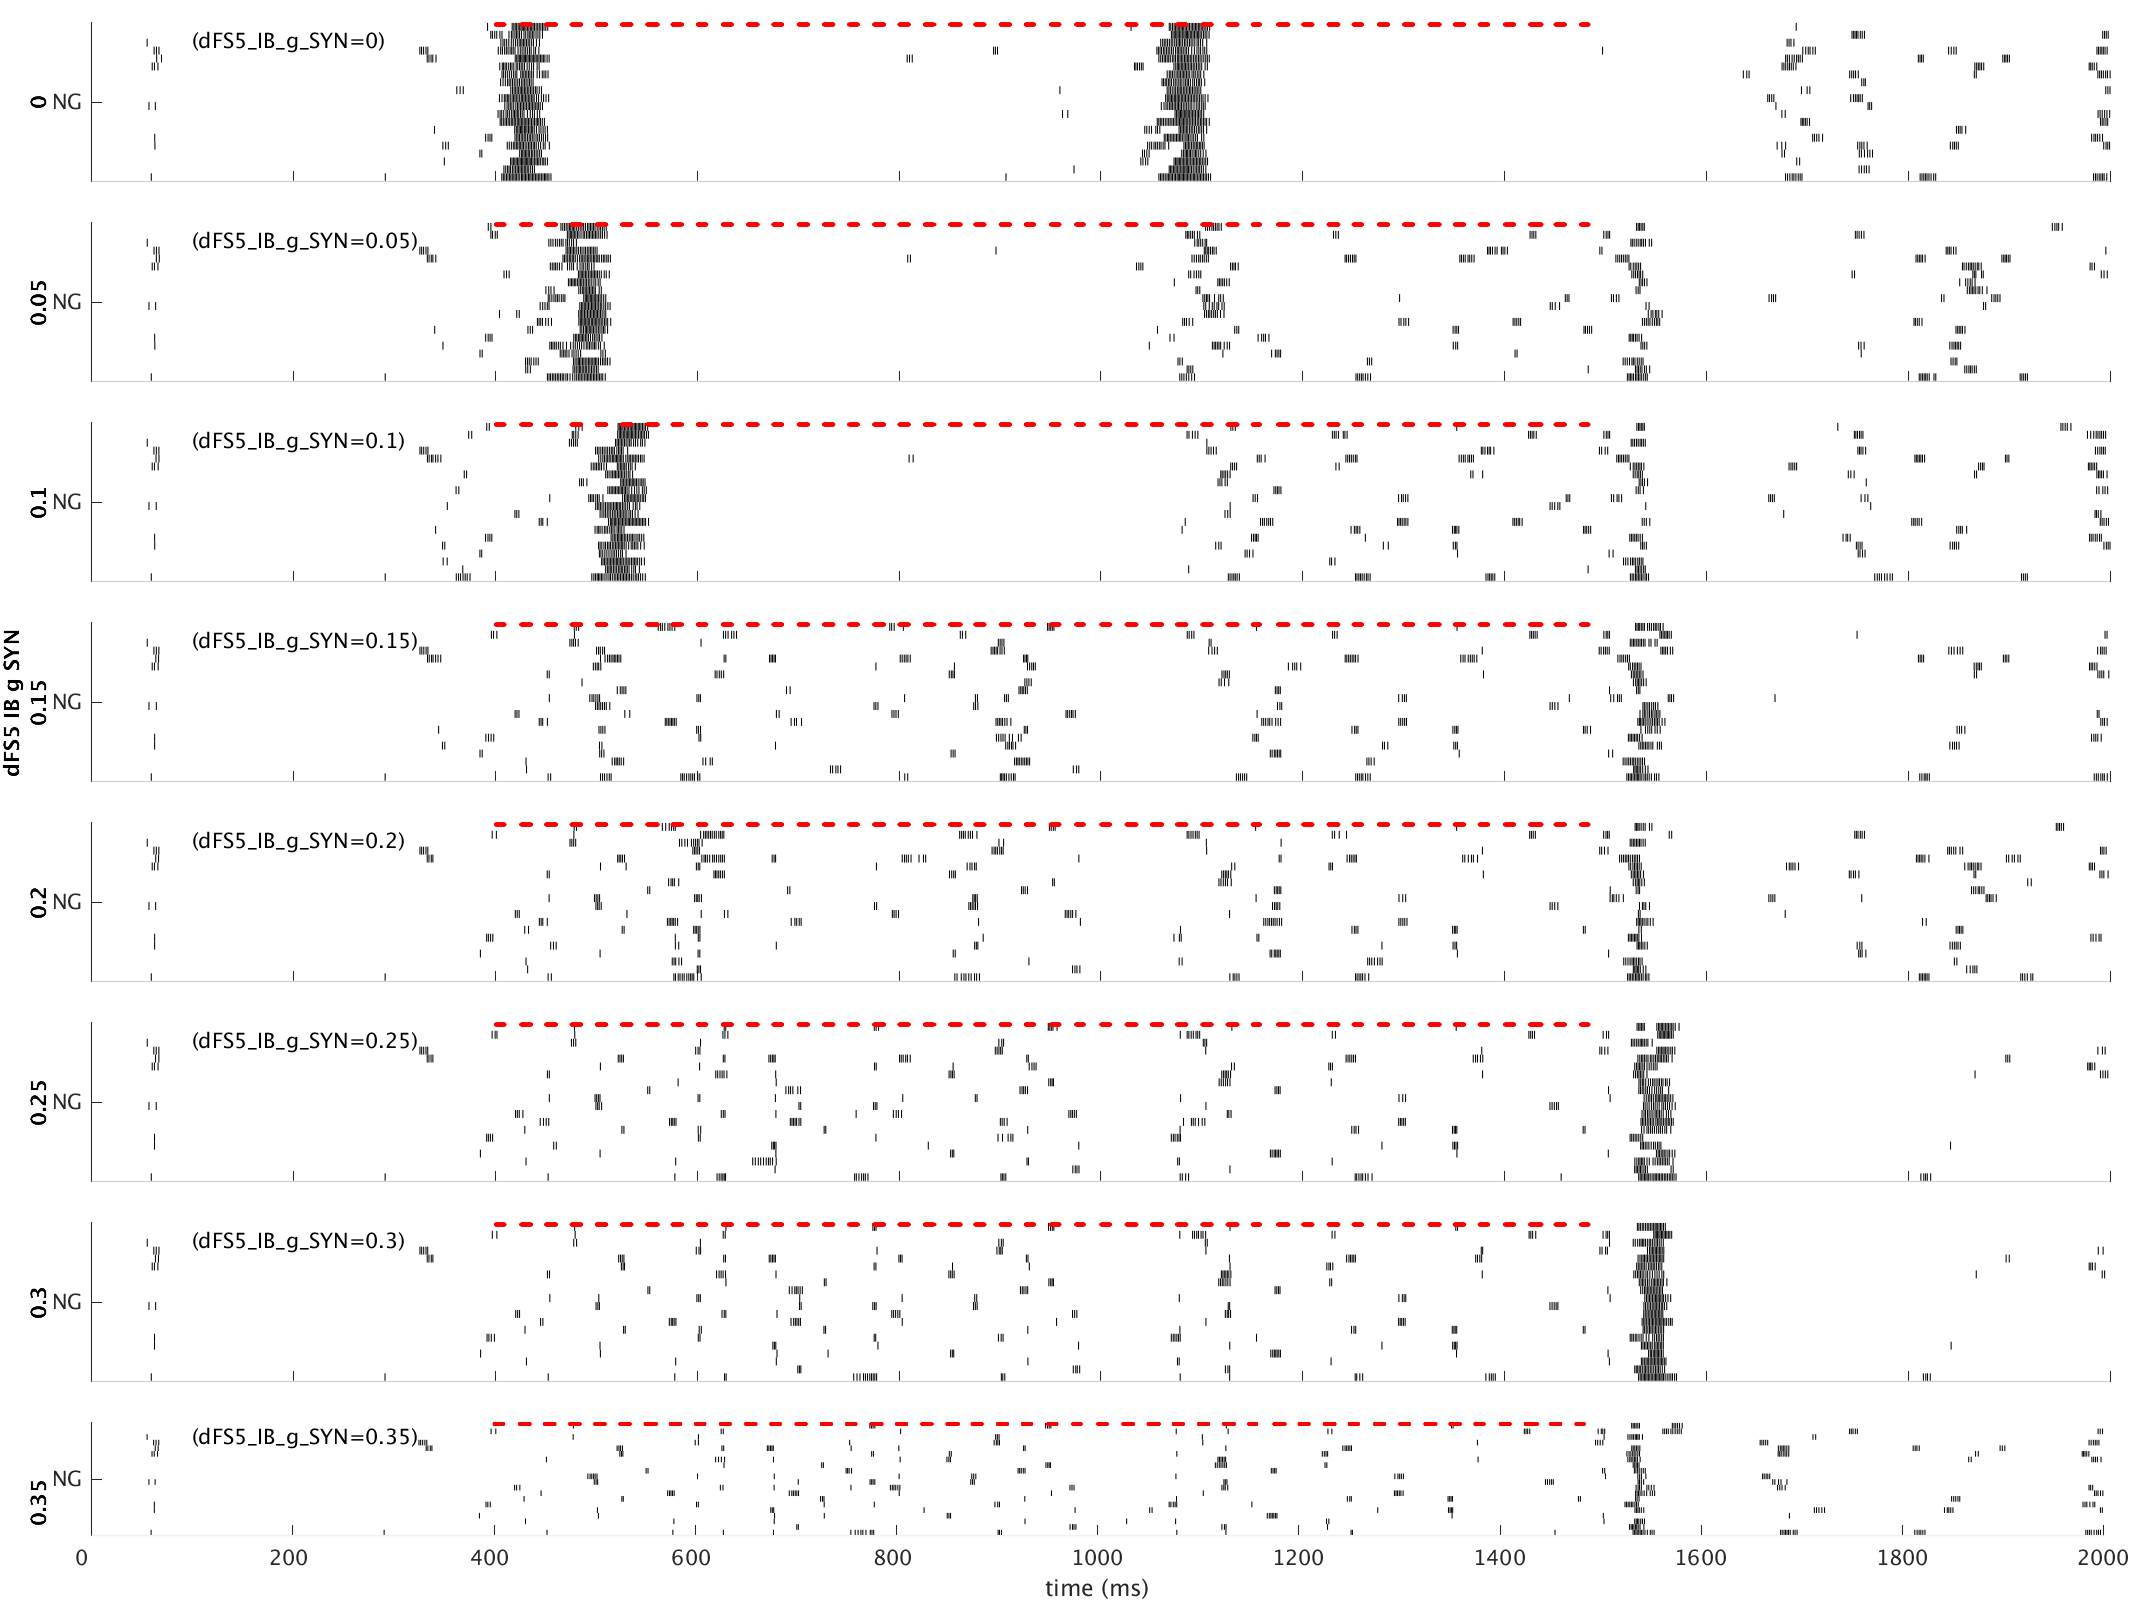 (dFS5_IB_g_SYN=0)
0 NG
(dFS5_IB_g_SYN=0.05)
0.05 NG
(dFS5_IB_g_SYN=0.1)
0.1 NG
(dFS5_IB_g_SYN=0.15)
dFS5 IB g SYN
0.15 NG
(dFS5_IB_g_SYN=0.2)
0.2 NG
(dFS5_IB_g_SYN=0.25)
0.25 NG
(dFS5_IB_g_SYN=0.3)
0.3 NG
(dFS5_IB_g_SYN=0.35)
0.35 NG
0 200 400 600 800 1000 1200 1400 1600 1800 2000
time (ms)